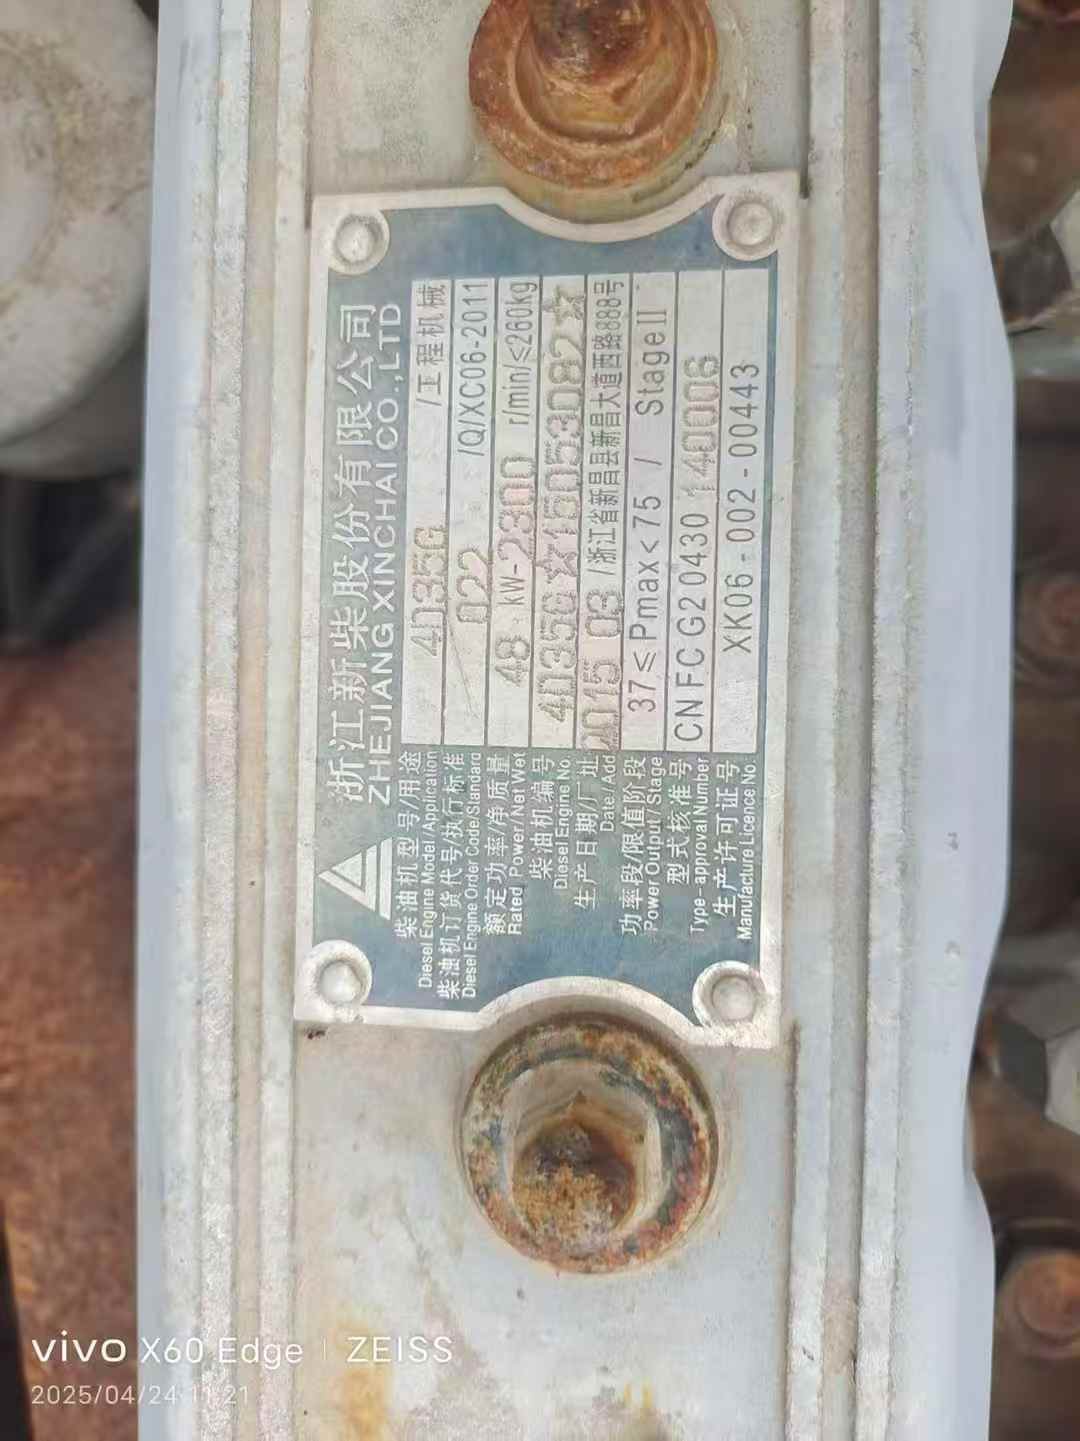 浙江新柴股份有限公司
ZHEJIANG XINCHAI CO.,LTD
柴油机型号/用途 4D35G /工程机械
Diesel Engine Model/Application
柴油机订货代号/执行标准 022 /Q/XC06-2011
Diesel Engine Order Code/Standard
额定功率/净质量 48 kW-2300 r/min/≤260kg
Rated Power/Net Wet
柴油机编号 4D35G☆15053082☆
Diesel Engine No.
生产日期/厂址 2015 03 /浙江省新昌县新昌大道西路888号
Date/Add
功率段/限值阶段 37≤Pmax<75 / StageⅡ
Power Output/Stage
型式核准号 CNFC G2 0430 140006
Type-approval Number
生产许可证号 XK06-002-00443
Manufacture Licence No.
vivo X60 Edge | ZEISS
2025/04/24 11:21